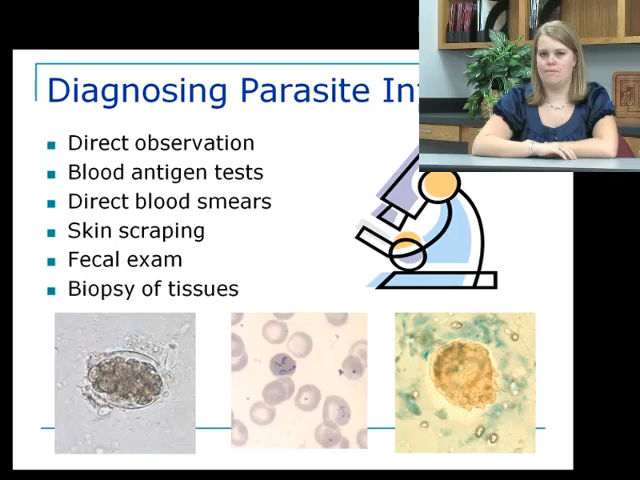 Diagnosing Parasite In
Direct observation
Blood antigen tests
Direct blood smears
Skin scraping
Fecal exam
Biopsy of tissues